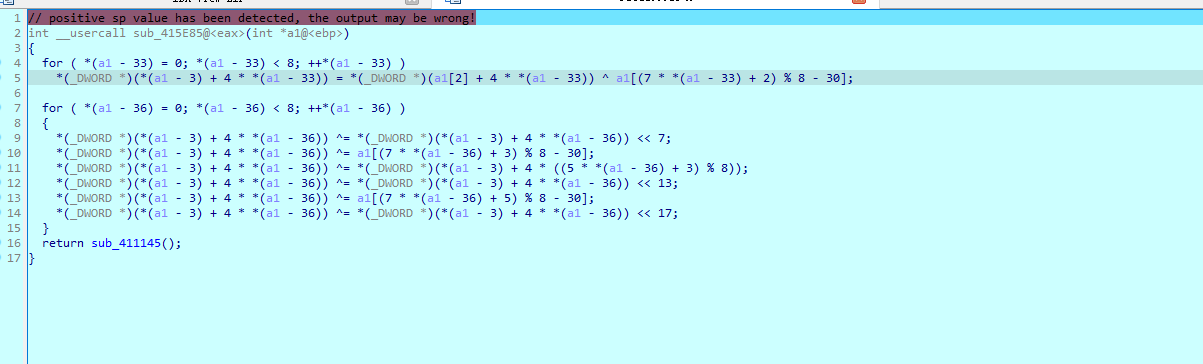 1 // positive sp value has been detected, the output may be wrong!
2 int __usercall sub_415E85@<eax>(int *a1@<ebp>)
3 {
4 for ( *(a1 - 33) = 0; *(a1 - 33) < 8; ++*(a1 - 33) )
5 *(_DWORD *)(*(a1 - 3) + 4 * *(a1 - 33)) = *(_DWORD *)(a1[2] + 4 * *(a1 - 33)) ^ a1[(7 * *(a1 - 33) + 2) % 8 - 30];
6
7 for ( *(a1 - 36) = 0; *(a1 - 36) < 8; ++*(a1 - 36) )
8 {
9 *(_DWORD *)(*(a1 - 3) + 4 * *(a1 - 36)) ^= *(_DWORD *)(*(a1 - 3) + 4 * *(a1 - 36)) << 7;
10 *(_DWORD *)(*(a1 - 3) + 4 * *(a1 - 36)) ^= a1[(7 * *(a1 - 36) + 3) % 8 - 30];
11 *(_DWORD *)(*(a1 - 3) + 4 * *(a1 - 36)) ^= *(_DWORD *)(*(a1 - 3) + 4 * ((5 * *(a1 - 36) + 3) % 8));
12 *(_DWORD *)(*(a1 - 3) + 4 * *(a1 - 36)) ^= *(_DWORD *)(*(a1 - 3) + 4 * *(a1 - 36)) << 13;
13 *(_DWORD *)(*(a1 - 3) + 4 * *(a1 - 36)) ^= a1[(7 * *(a1 - 36) + 5) % 8 - 30];
14 *(_DWORD *)(*(a1 - 3) + 4 * *(a1 - 36)) ^= *(_DWORD *)(*(a1 - 3) + 4 * *(a1 - 36)) << 17;
15 }
16 return sub_411145();
17 }